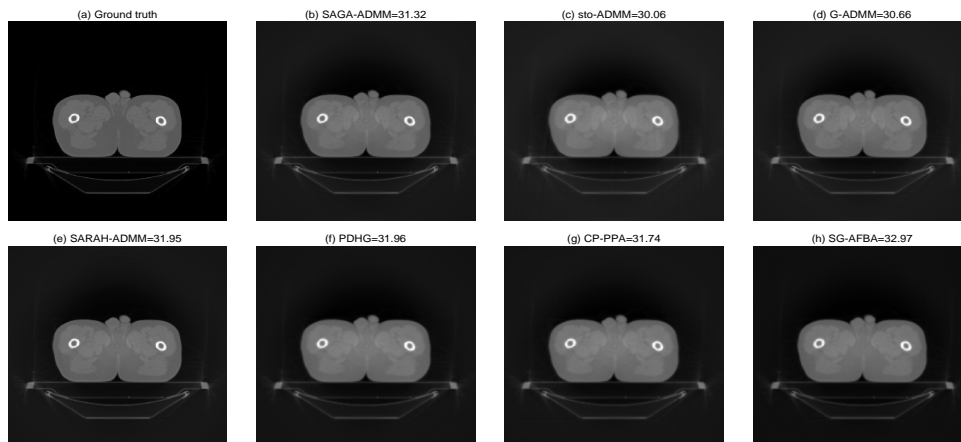 (a) Ground truth
(b) SAGA-ADMM=31.32
(c) sto-ADMM=30.06
(d) G-ADMM=30.66
(e) SARAH-ADMM=31.95
(f) PDHG=31.96
(g) CP-PPA=31.74
(h) SG-AFBA=32.97